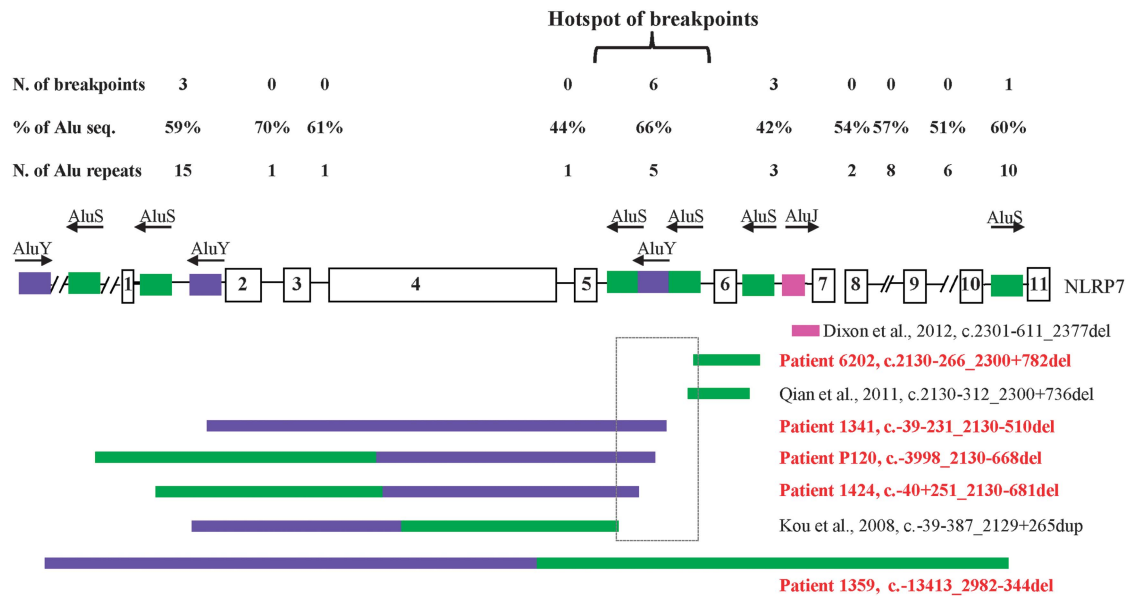 Hotspot of breakpoints
N. of breakpoints 3 0 0 0 6 3 0 0 0 1
% of Alu seq. 59% 70% 61% 44% 66% 42% 54% 57% 51% 60%
N. of Alu repeats 15 1 1 1 5 3 2 8 6 10
AluS AluS AluS AluS AluS AluJ AluS
AluY AluY AluY
1 2 3 4 5 6 7 8 9 10 11 NLRP7
Dixon et al., 2012, c.2301-611_2377del
Patient 6202, c.2130-266_2300+782del
Qian et al., 2011, c.2130-312_2300+736del
Patient 1341, c.-39-231_2130-510del
Patient P120, c.-3998_2130-668del
Patient 1424, c.-40+251_2130-681del
Kou et al., 2008, c.-39-387_2129+265dup
Patient 1359, c.-13413_2982-344del